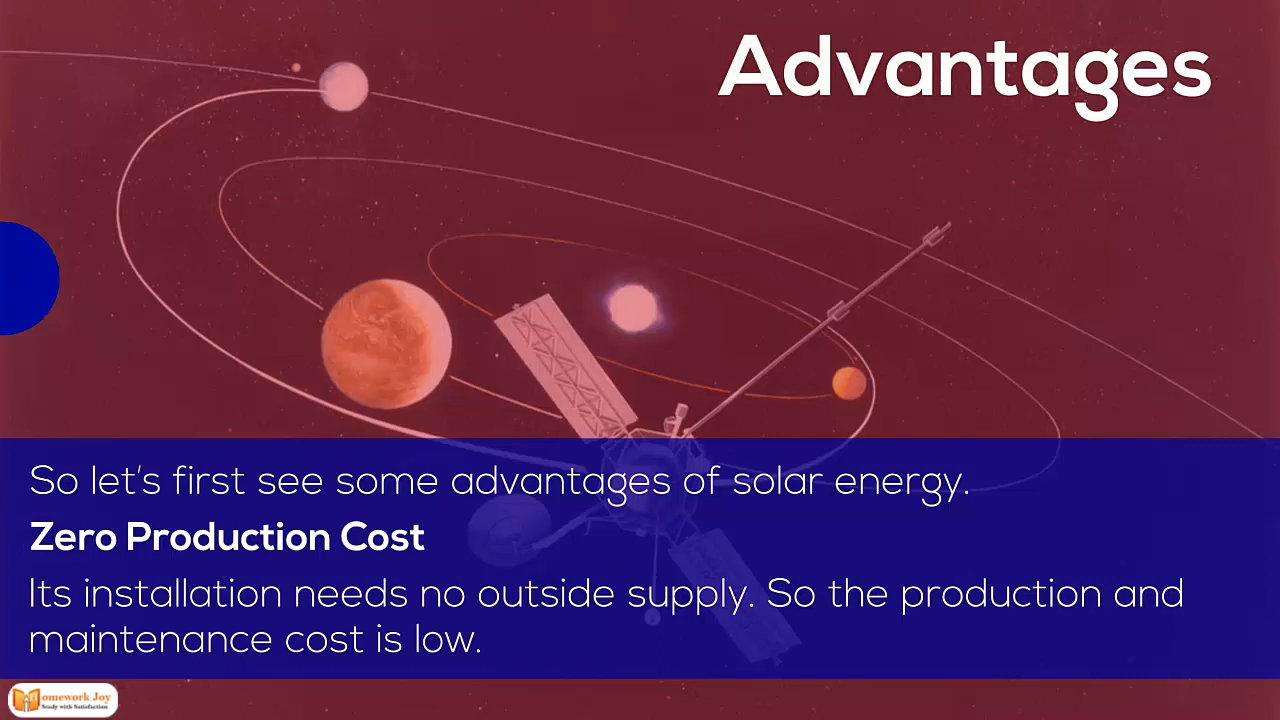 Advantages
So let's first see some advantages of solar energy.
Zero Production Cost
Its installation needs no outside supply. So the production and
maintenance cost is low.
omework Joy
Study with Satisfaction